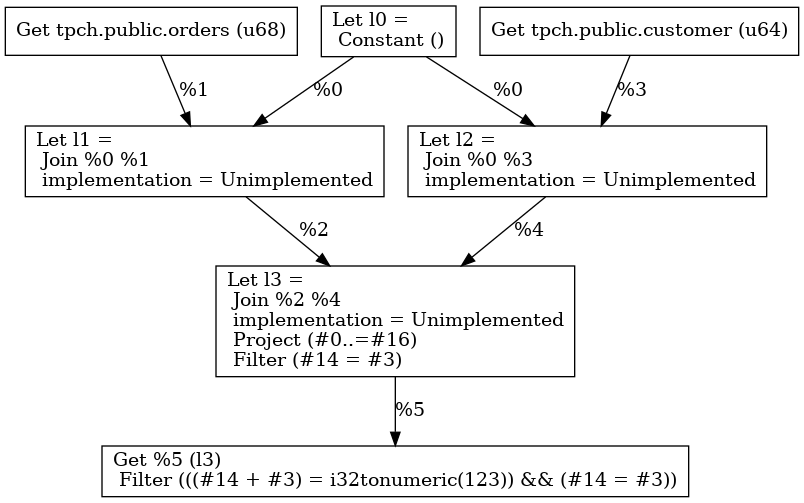 Get tpch.public.orders (u68)
Let l0 =
Constant ()
Get tpch.public.customer (u64)
%1
%0
%0
%3
Let l1 =
Join %0 %1
implementation = Unimplemented
Let l2 =
Join %0 %3
implementation = Unimplemented
%2
%4
Let l3 =
Join %2 %4
implementation = Unimplemented
Project (#0..=#16)
Filter (#14 = #3)
%5
Get %5 (l3)
Filter (((#14 + #3) = i32tonumeric(123)) && (#14 = #3))